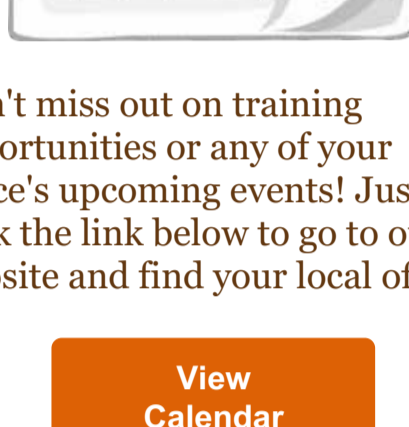 n't miss out on training
ortunities or any of your
ce's upcoming events! Jus
k the link below to go to o
site and find your local of
View
Calendar